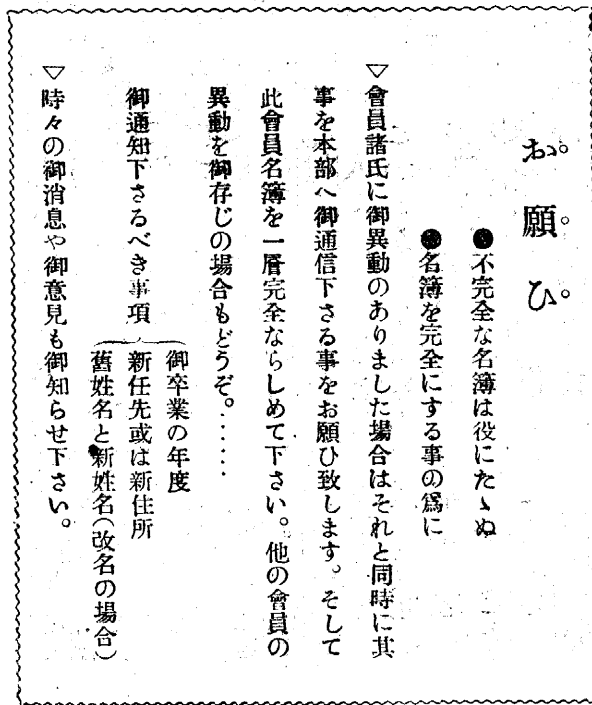 お願ひ
●不完全な名簿は役にたゝぬ
●名簿を完全にする事の爲に
▽會員諸氏に御異動のありました場合はそれと同時に其
事を本部へ御通信下さる事をお願ひ致します。そして
此會員名簿を一層完全ならしめて下さい。他の會員の
異動を御存じの場合もどうぞ。‥‥‥
御通知下さるべき事項
御卒業の年度
新任先或は新住所
舊姓名と新姓名(改名の場合)
▽時々の御消息や御意見も御知らせ下さい。